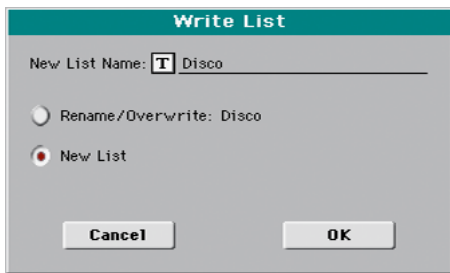 Write List
New List Name: T Disco
Rename/Overwrite: Disco
New List
Cancel OK